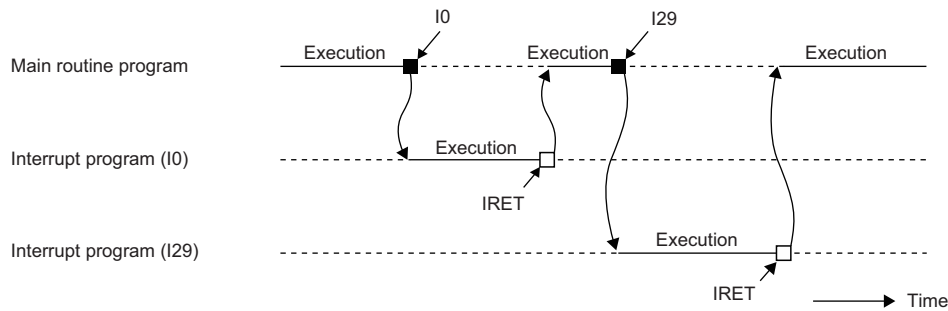 I0
I29
Execution
Execution
Execution
Main routine program
Execution
Interrupt program (I0)
IRET
Execution
Interrupt program (I29)
IRET
Time